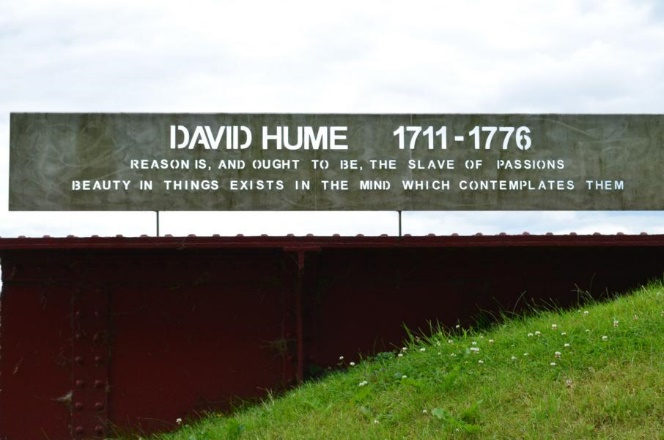 DAVID HUME 1711-1776
REASON IS, AND OUGHT TO BE, THE SLAVE OF PASSIONS
BEAUTY IN THINGS EXISTS IN THE MIND WHICH CONTEMPLATES THEM